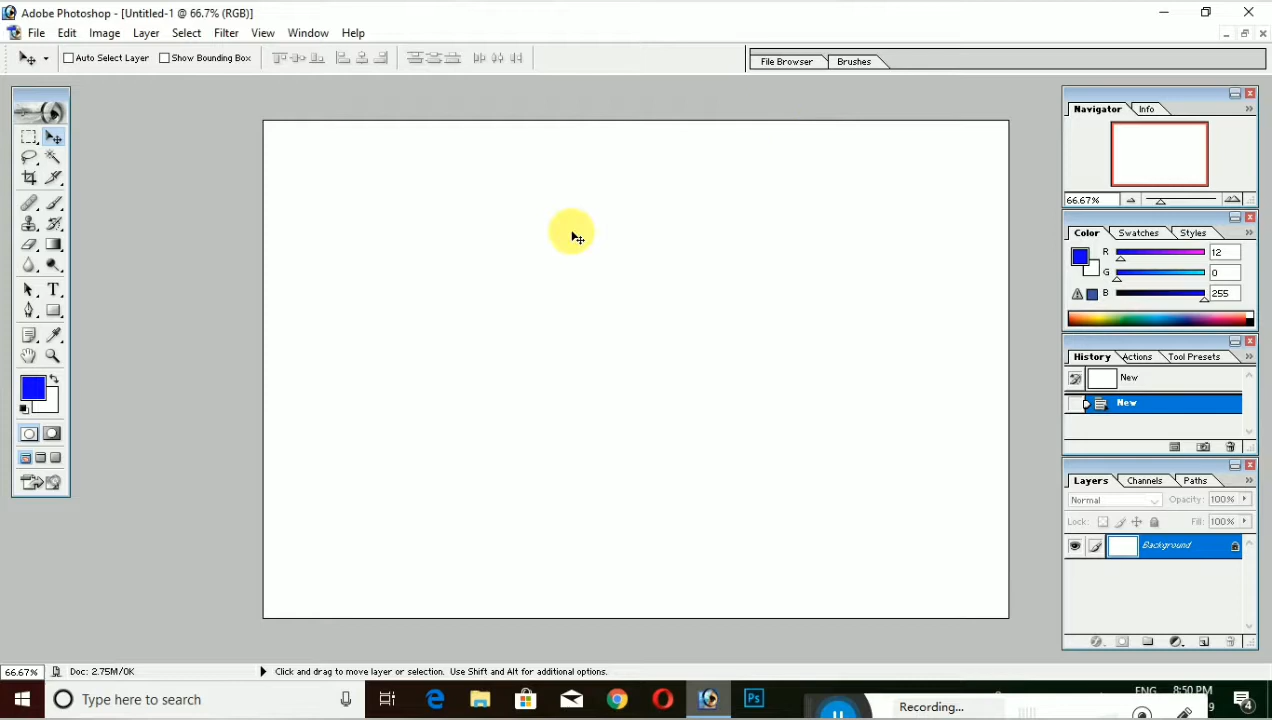 Adobe Photoshop - [Untitled-1 @ 66.7% (RGB)]
File Edit Image Layer Select Filter View Window Help
Auto Select Layer Show Bounding Box File Browser Brushes
Navigator Info
66.67%
Color Swatches Styles
R 12
G 0
B 255
T
History Actions Tool Presets
New
New
Layers Channels Paths
Normal Opacity: 100%
Lock: Fill: 100%
Background
66.67% Doc: 2.75M/0K Click and drag to move layer or selection. Use Shift and Alt for additional options.
Type here to search Ps Recording... ENG 8:50 PM 4